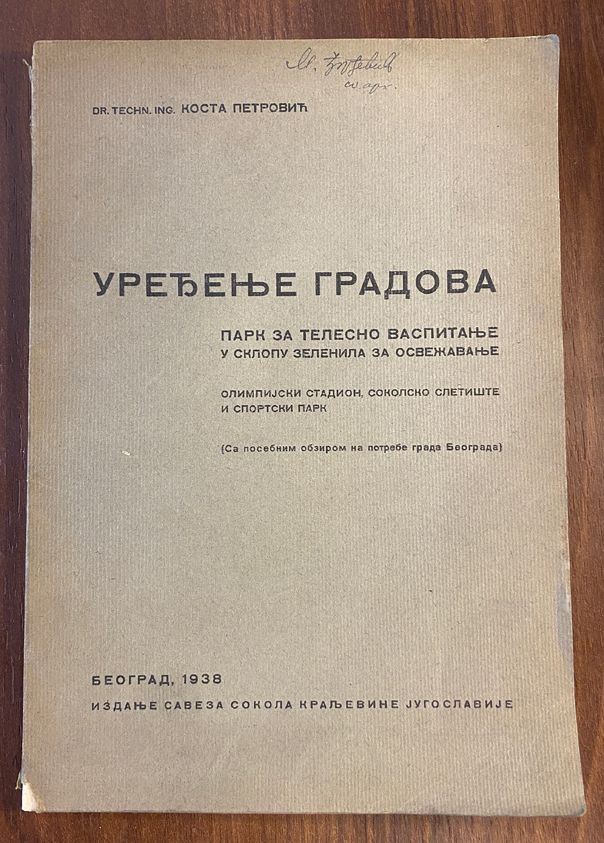 М.
DR. TECHN. ING. КОСТА ПЕТРОВИЋ
УРЕЂЕЊЕ ГРАДОВА
ПАРК ЗА ТЕЛЕСНО ВАСПИТАЊЕ
У СКЛОПУ ЗЕЛЕНИЛА ЗА ОСВЕЖАВАЊЕ
ОЛИМПИЈСКИ СТАДИОН, СОКОЛСКО СЛЕТИШТЕ
И СПОРТСКИ ПАРК
(Са посебним обзиром на потребе града Београда)
БЕОГРАД, 1938
ИЗДАЊЕ САВЕЗА СОКОЛА КРАЉЕВИНЕ ЈУГОСЛАВИЈЕ